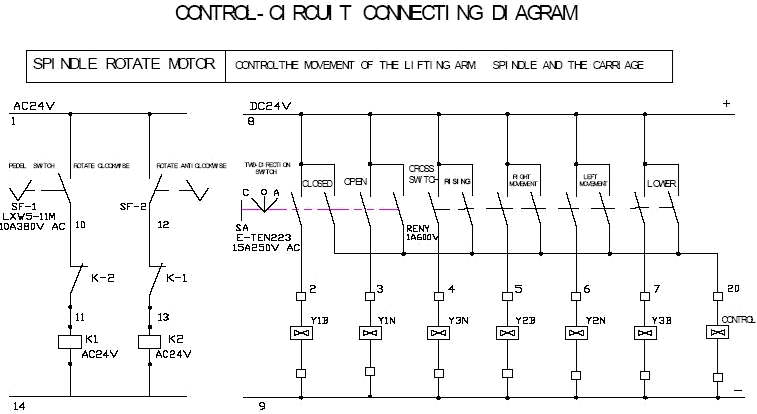 CONTROL-CIRCUIT CONNECTING DIAGRAM
SPINDLE ROTATE MOTOR
CONTROLTHE MOVEMENT OF THE LIFTING ARM SPINDLE AND THE CARRIAGE
AC24V
1
DC24V
8
+
PEDEL SWITCH
ROTATE CLOCKWISE
ROTATE ANTICLOCKWISE
TWO-DIRECTION
SWITCH
CLOSED
OPEN
CROSS
SWITCH
RISING
RIGHT
MOVEMENT
LEFT
MOVEMENT
LOWER
C O A
SF-1
LXW5-11M
10A380V AC
SF-2
SA
E-TEN223
15A250V AC
RENY
1A600V
10
12
K-2
K-1
2
3
4
5
6
7
20
11
13
Y1B
Y1N
Y3N
Y2B
Y2N
Y3B
CONTROL
K1
AC24V
K2
AC24V
14
9
-